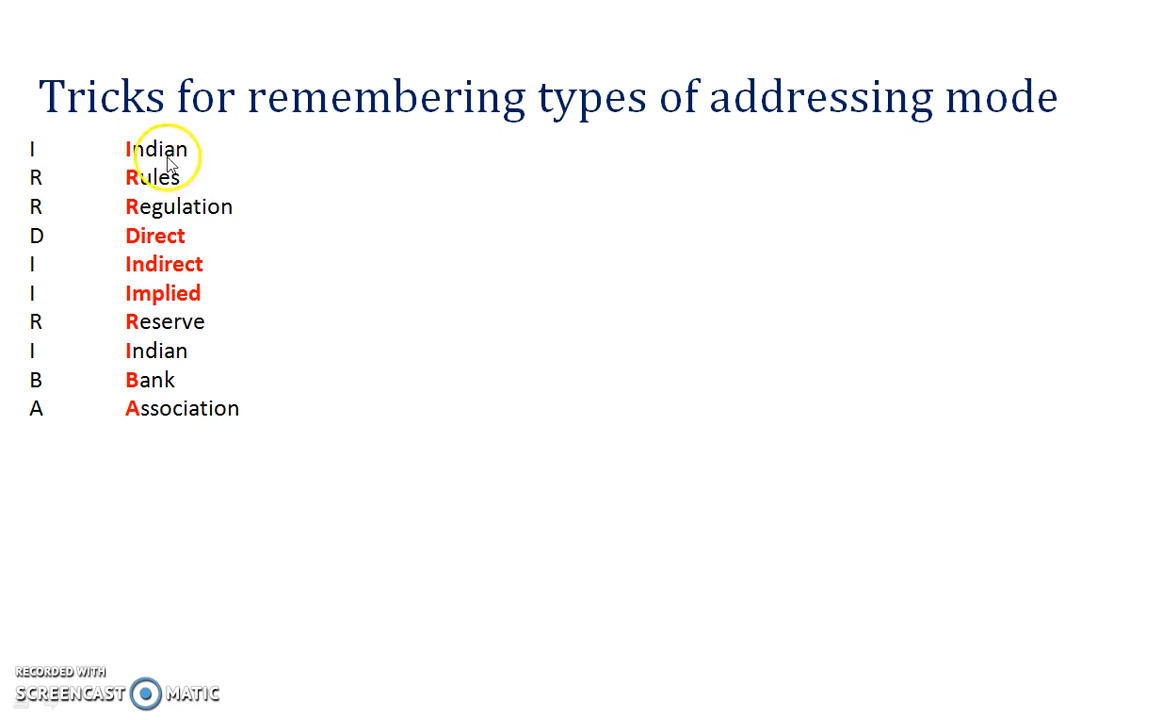 Tricks for remembering types of addressing mode
I Indian
R Rules
R Regulation
D Direct
I Indirect
I Implied
R Reserve
I Indian
B Bank
A Association
RECORDED WITH
SCREENCAST MATIC